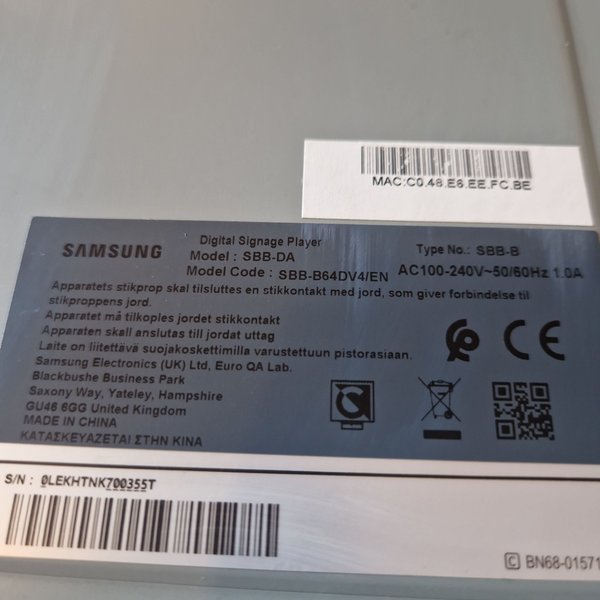 MAC:C0.48.E6.EE.FC.BE
SAMSUNG
Digital Signage Player
Model : SBB-DA
Type No.: SBB-B
Model Code : SBB-B64DV4/EN
AC100-240V~50/60Hz 1.0A
Apparatets stikprop skal tilsluttes en stikkontakt med jord, som giver forbindelse til
stikproppens jord.
Apparatet må tilkoples jordet stikkontakt
Apparaten skall anslutas till jordat uttag
Laite on liitettävä suojakoskettimilla varustettuun pistorasiaan.
Samsung Electronics (UK) Ltd, Euro QA Lab.
Blackbushe Business Park
Saxony Way, Yateley, Hampshire
GU46 6GG United Kingdom
MADE IN CHINA
ΚΑΤΑΣΚΕΥΑΖΕΤΑΙ ΣΤΗΝ ΚΙΝΑ
CE
S/N : 0LEKHTNK700355T
C BN68-01571